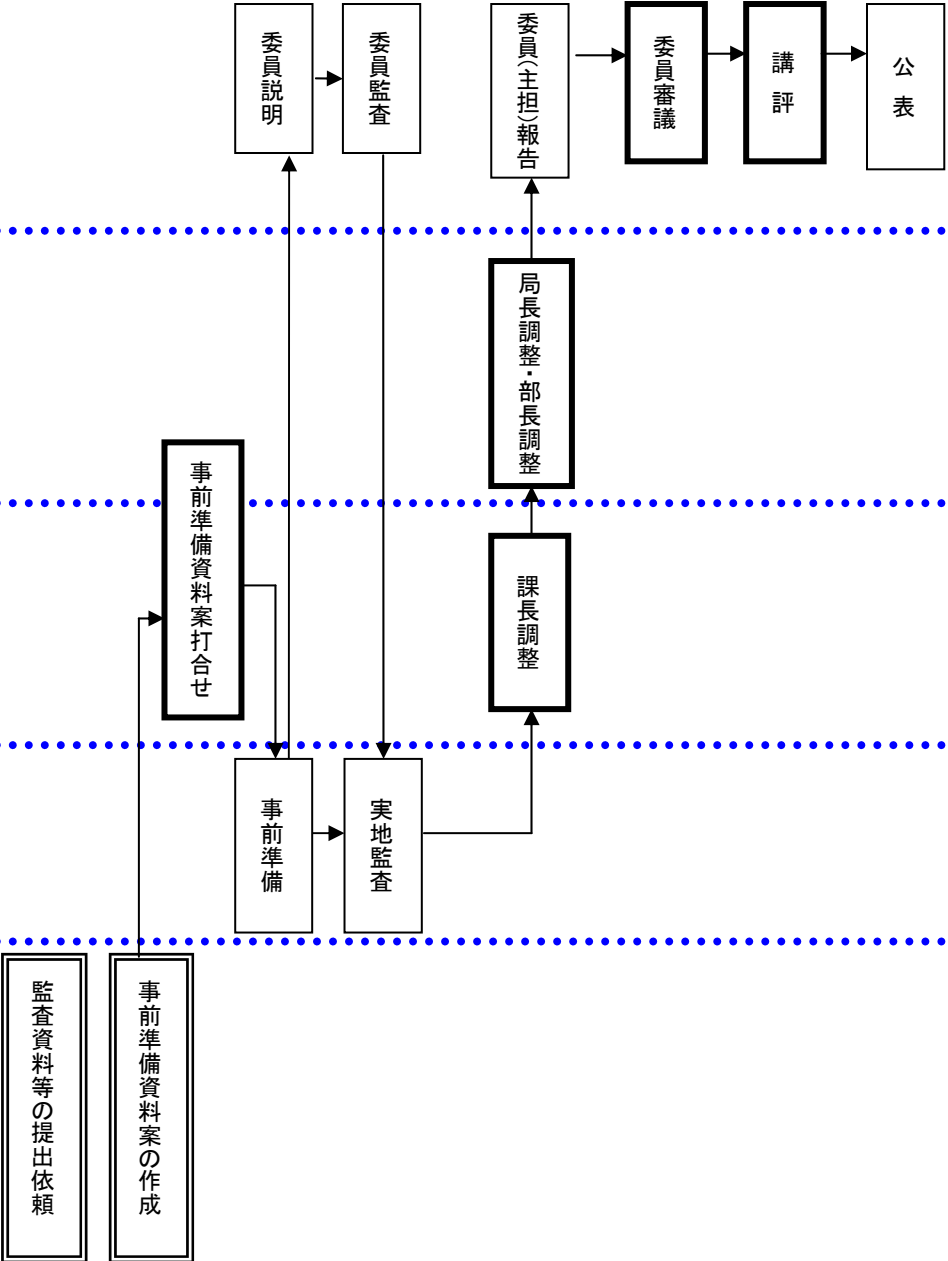 委員説明
委員監査
委員（主担）報告
委員審議
講評
公表
局長調整・部長調整
事前準備資料案打合せ
課長調整
事前準備
実地監査
監査資料等の提出依頼
事前準備資料案の作成